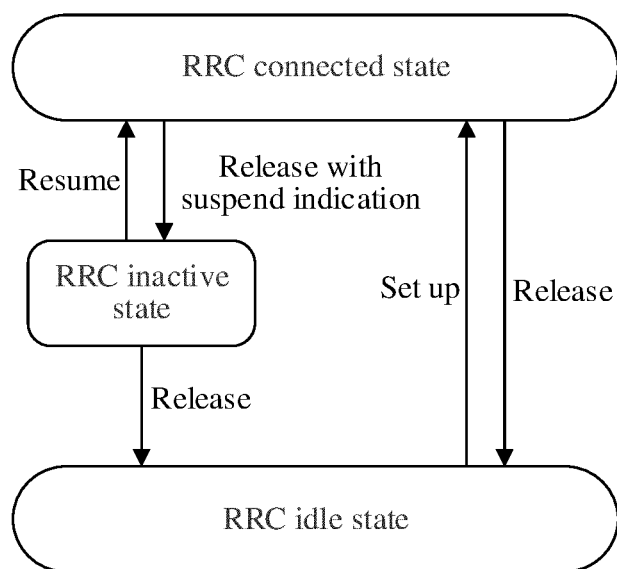 RRC connected state
Resume
Release with
suspend indication
RRC inactive
state
Set up
Release
Release
RRC idle state